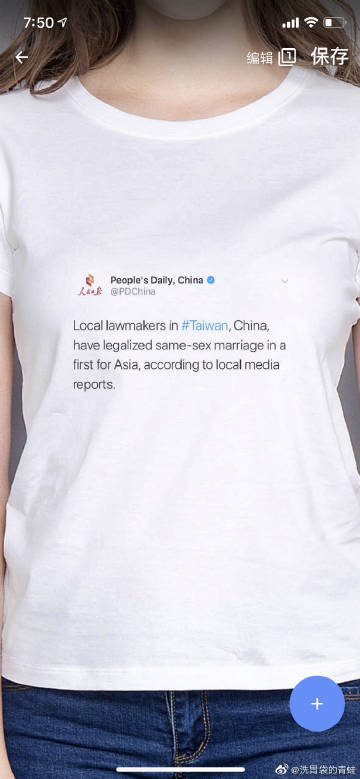 7:50
编辑 1 保存
人民日报 People's Daily, China
@PDChina
Local lawmakers in #Taiwan, China,
have legalized same-sex marriage in a
first for Asia, according to local media
reports.
@洗胃袋的青蛙